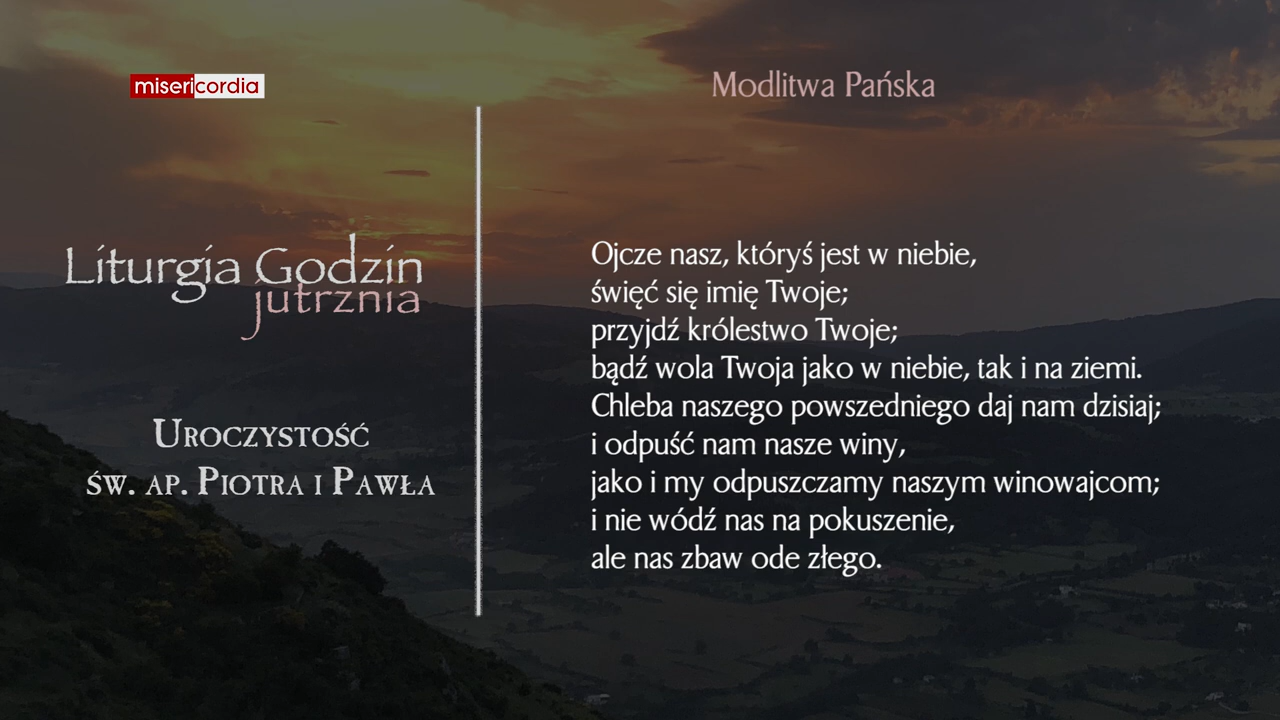 misericordia
Liturgia Godzin
jutrznia
Uroczystość
św. ap. Piotra i Pawła
Modlitwa Pańska
Ojcze nasz, któryś jest w niebie,
święć się imię Twoje;
przyjdź królestwo Twoje;
bądź wola Twoja jako w niebie, tak i na ziemi.
Chleba naszego powszedniego daj nam dzisiaj;
i odpuść nam nasze winy,
jako i my odpuszczamy naszym winowajcom;
i nie wódź nas na pokuszenie,
ale nas zbaw ode złego.